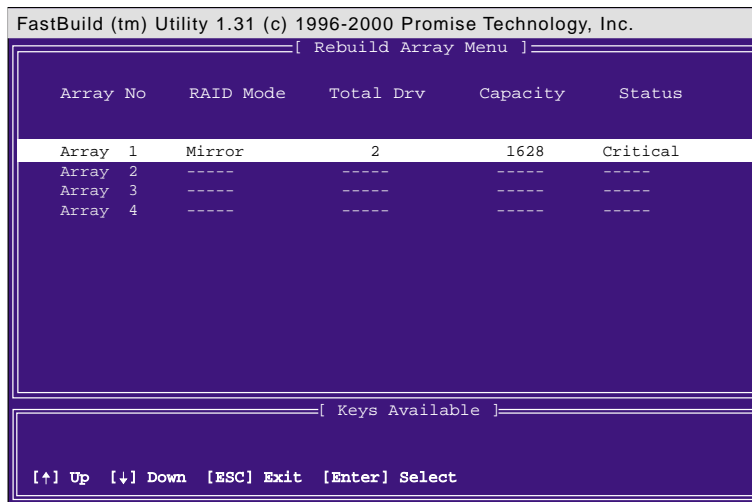 FastBuild (tm) Utility 1.31 (c) 1996-2000 Promise Technology, Inc.
[ Rebuild Array Menu ]
Array No RAID Mode Total Drv Capacity Status
Array 1 Mirror 2 1628 Critical
Array 2 ----- ----- ----- -----
Array 3 ----- ----- ----- -----
Array 4 ----- ----- ----- -----
[ Keys Available ]
[↑] Up [↓] Down [ESC] Exit [Enter] Select